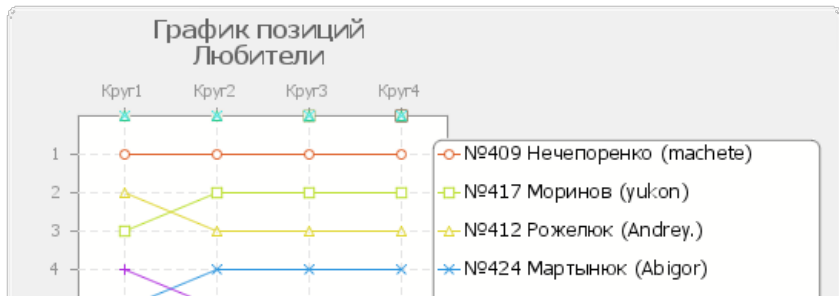 График позиций
Любители
Круг1 Круг2 Круг3 Круг4
1 №409 Нечепоренко (machete)
2 №417 Моринов (yukon)
3 №412 Рожелюк (Andrey.)
4 №424 Мартынюк (Abigor)